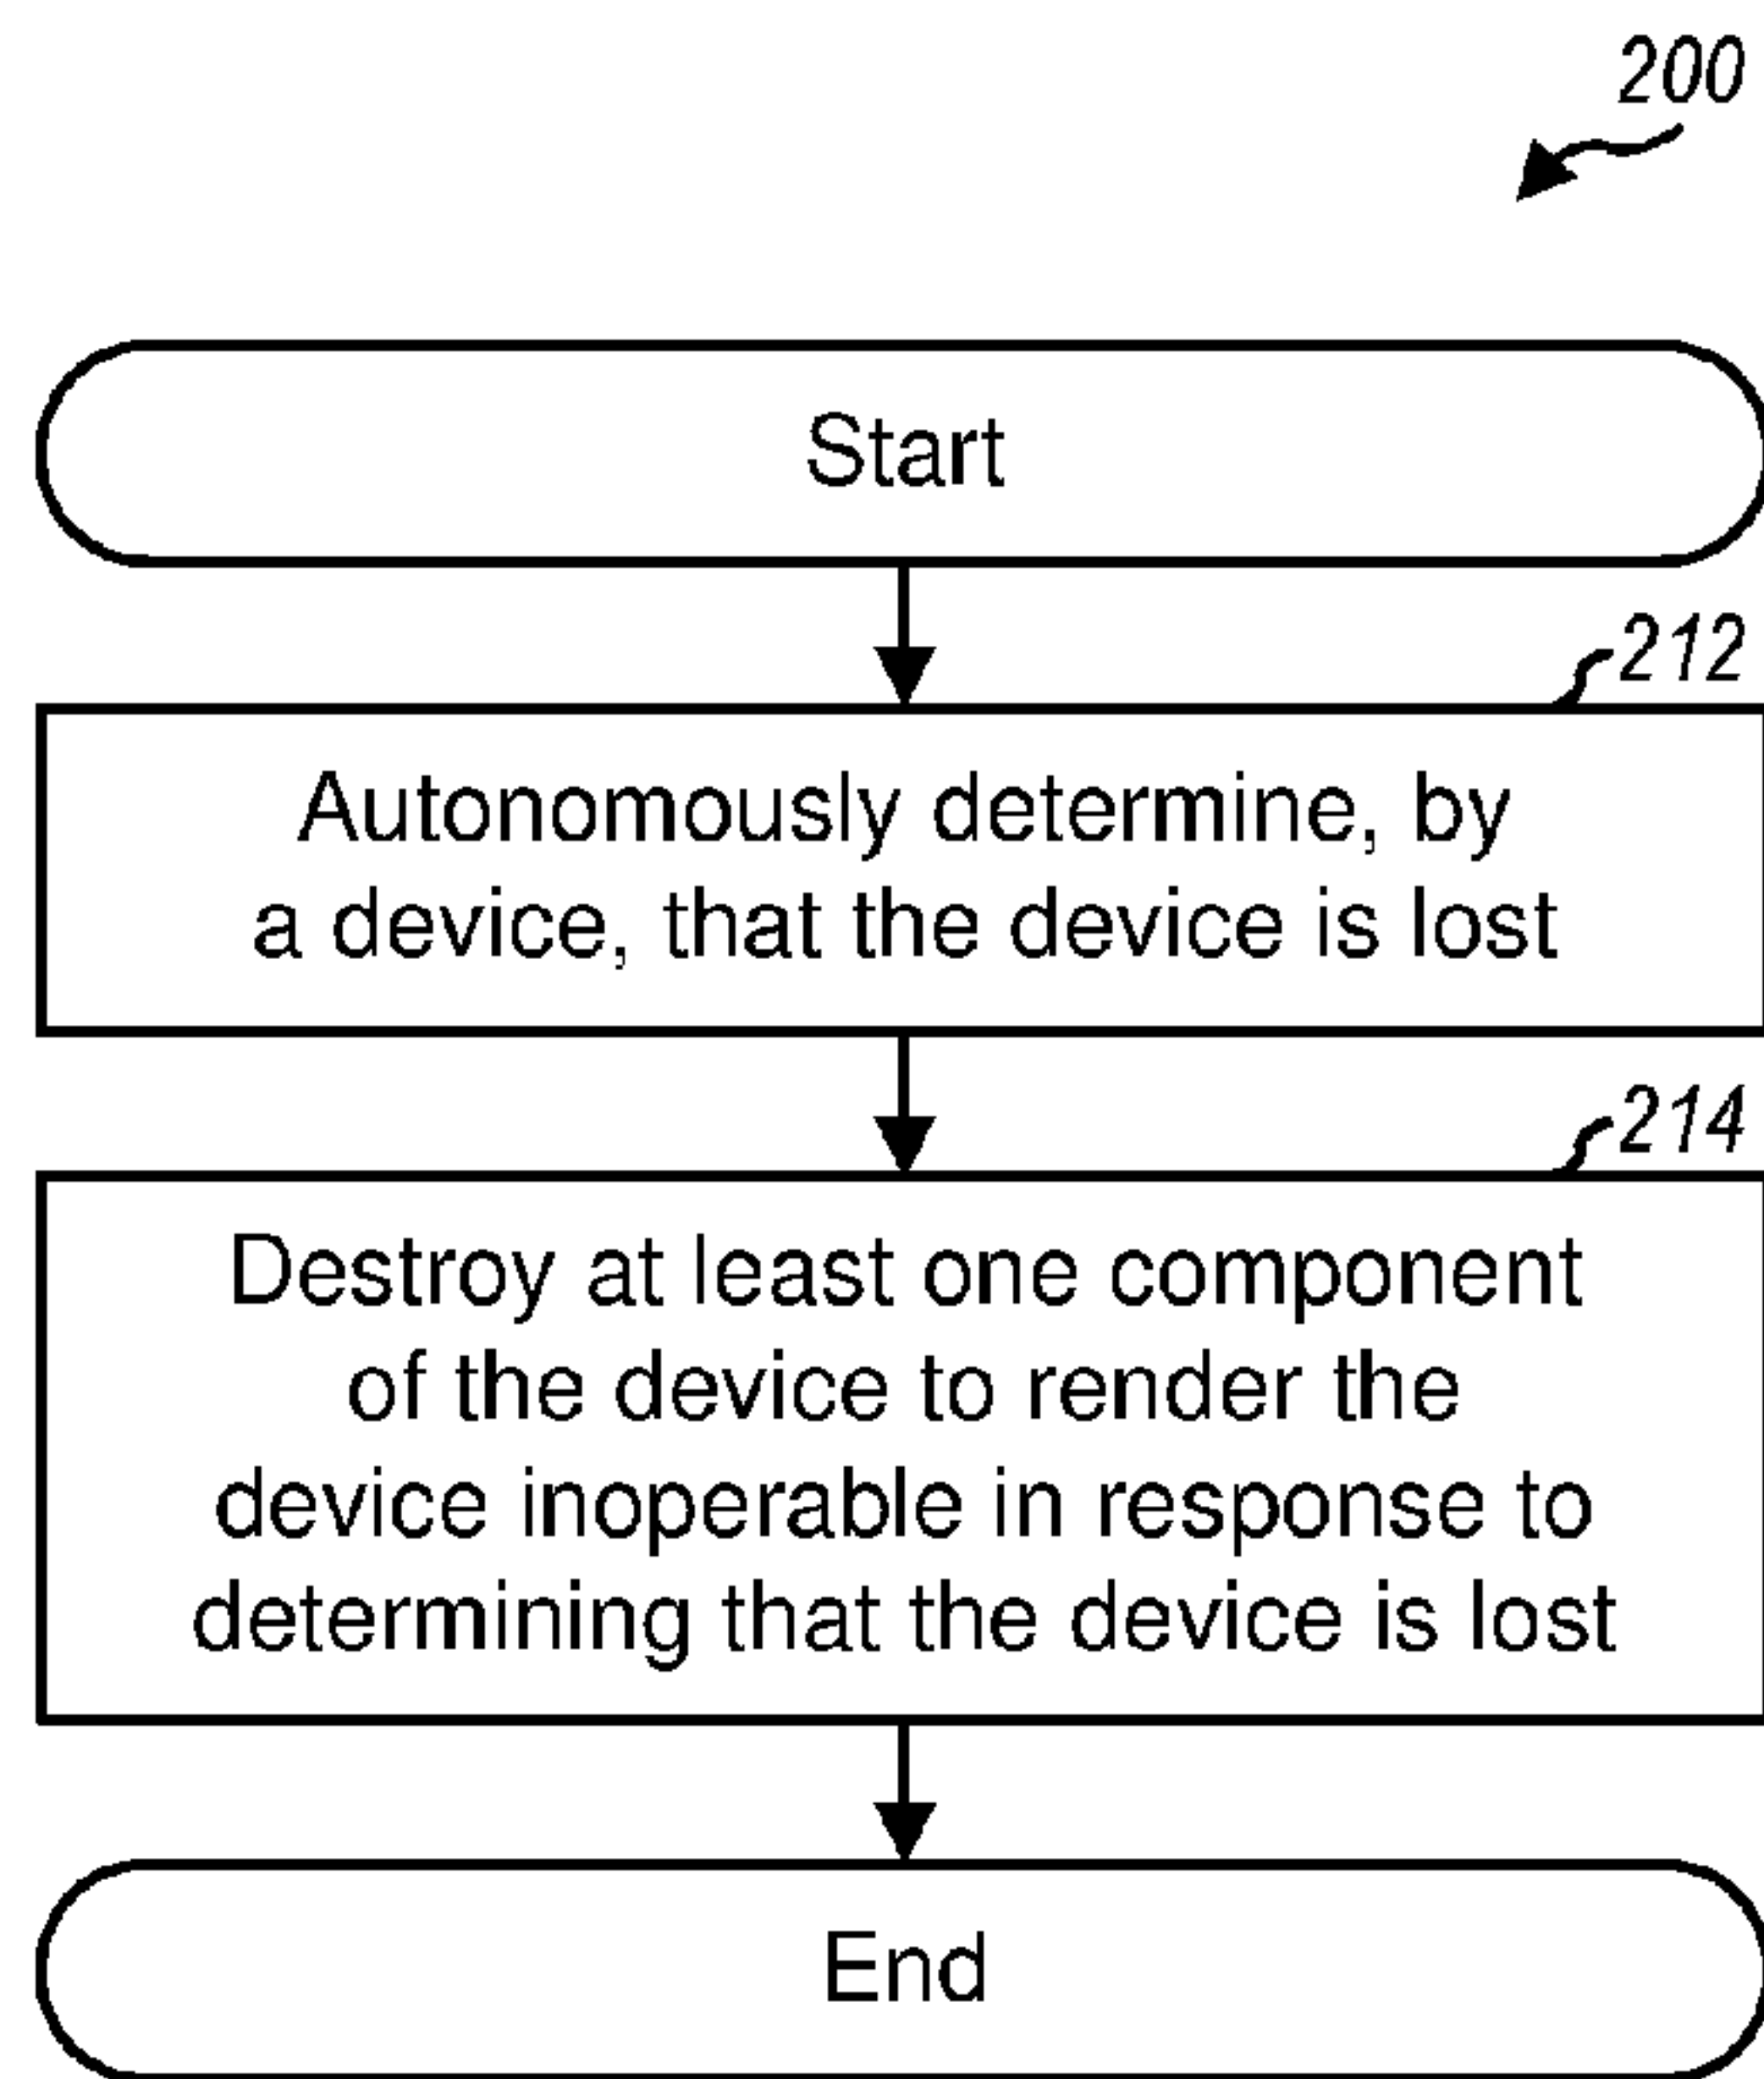 200
Start
212
Autonomously determine, by
a device, that the device is lost
214
Destroy at least one component
of the device to render the
device inoperable in response to
determining that the device is lost
End